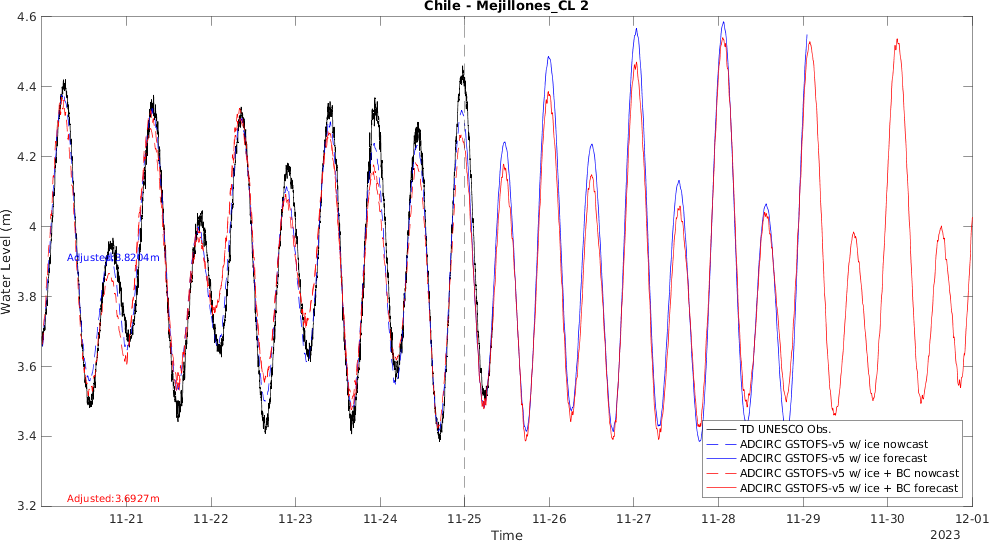 Chile - Mejillones_CL 2
4.6
4.4
4.2
4
3.8
3.6
3.4
3.2
Water Level (m)
Adjusted:3.8204m
Adjusted:3.6927m
TD UNESCO Obs.
ADCIRC GSTOFS-v5 w/ ice nowcast
ADCIRC GSTOFS-v5 w/ ice forecast
ADCIRC GSTOFS-v5 w/ ice + BC nowcast
ADCIRC GSTOFS-v5 w/ ice + BC forecast
11-21 11-22 11-23 11-24 11-25 11-26 11-27 11-28 11-29 11-30 12-01
Time
2023